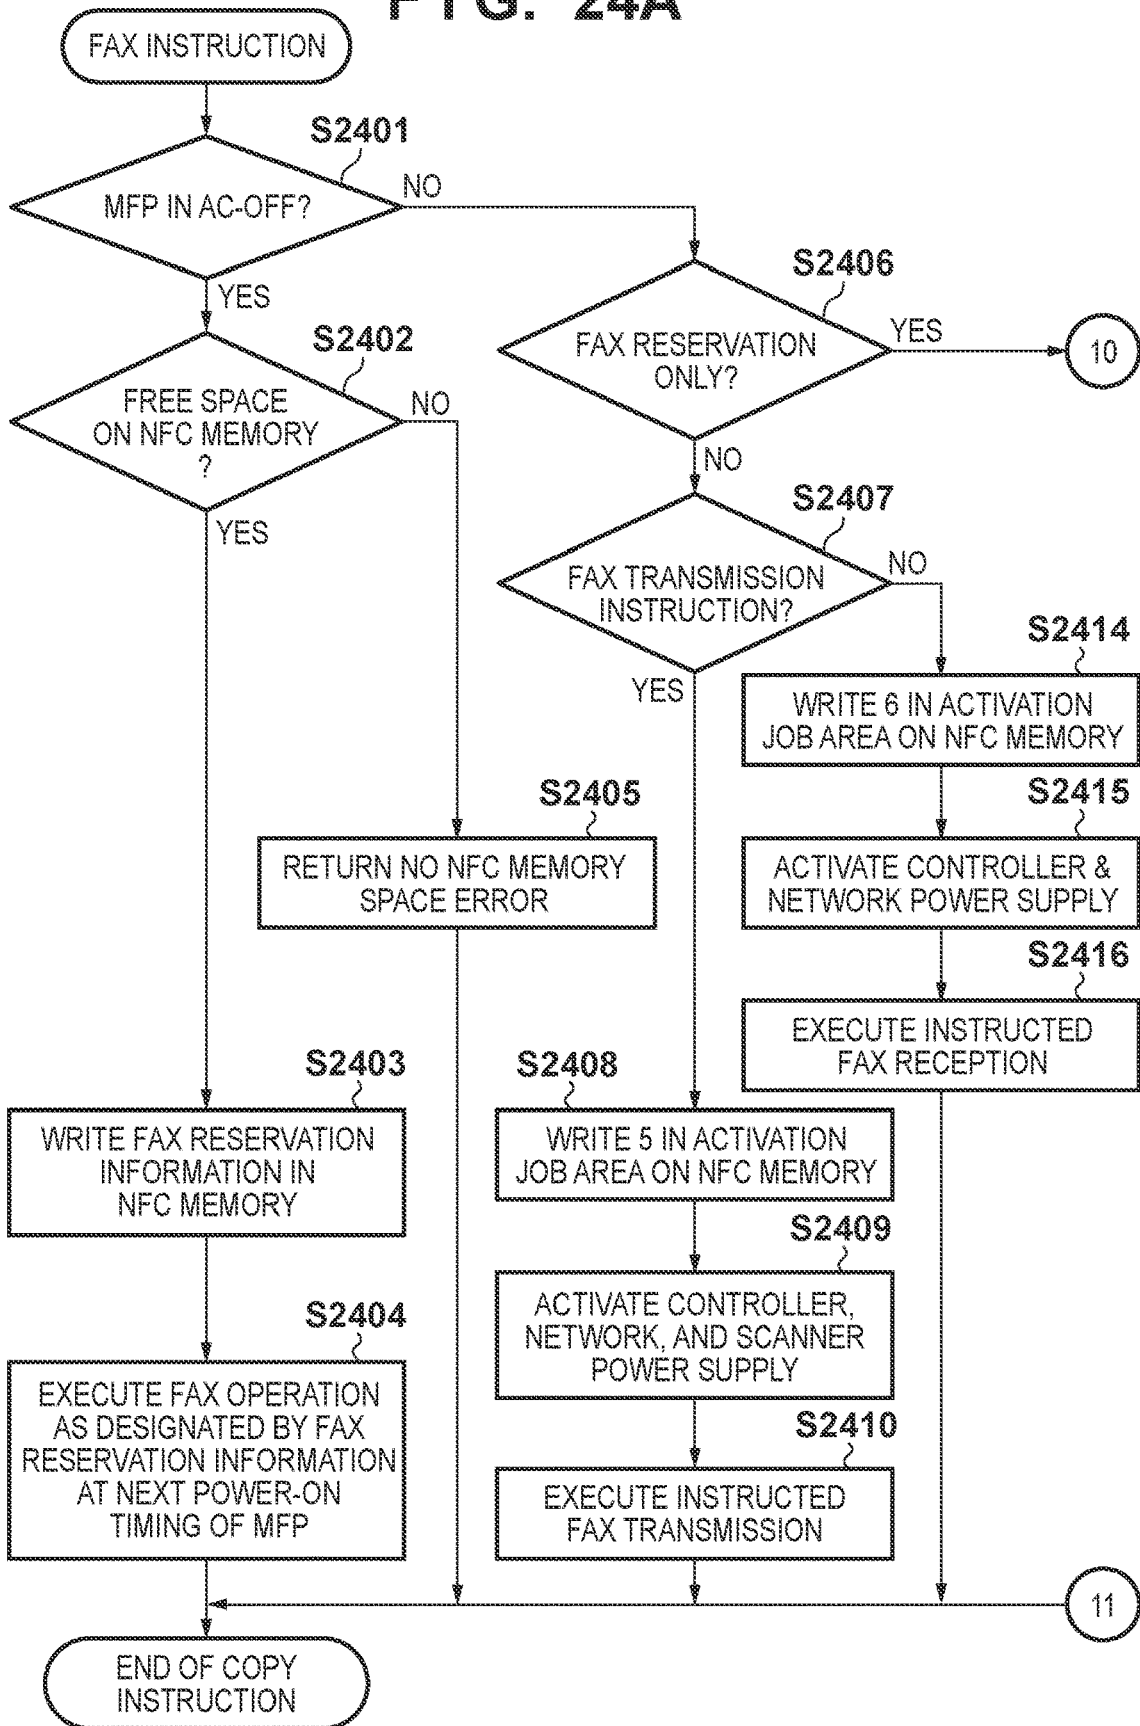 FIG. 24A
FAX INSTRUCTION
S2401
MFP IN AC-OFF?
NO
YES
S2402
FREE SPACE
ON NFC MEMORY
?
NO
YES
S2406
FAX RESERVATION
ONLY?
YES
10
NO
S2407
FAX TRANSMISSION
INSTRUCTION?
NO
YES
S2414
WRITE 6 IN ACTIVATION
JOB AREA ON NFC MEMORY
S2415
ACTIVATE CONTROLLER &
NETWORK POWER SUPPLY
S2416
EXECUTE INSTRUCTED
FAX RECEPTION
S2405
RETURN NO NFC MEMORY
SPACE ERROR
S2403
WRITE FAX RESERVATION
INFORMATION IN
NFC MEMORY
S2404
EXECUTE FAX OPERATION
AS DESIGNATED BY FAX
RESERVATION INFORMATION
AT NEXT POWER-ON
TIMING OF MFP
S2408
WRITE 5 IN ACTIVATION
JOB AREA ON NFC MEMORY
S2409
ACTIVATE CONTROLLER,
NETWORK, AND SCANNER
POWER SUPPLY
S2410
EXECUTE INSTRUCTED
FAX TRANSMISSION
11
END OF COPY
INSTRUCTION